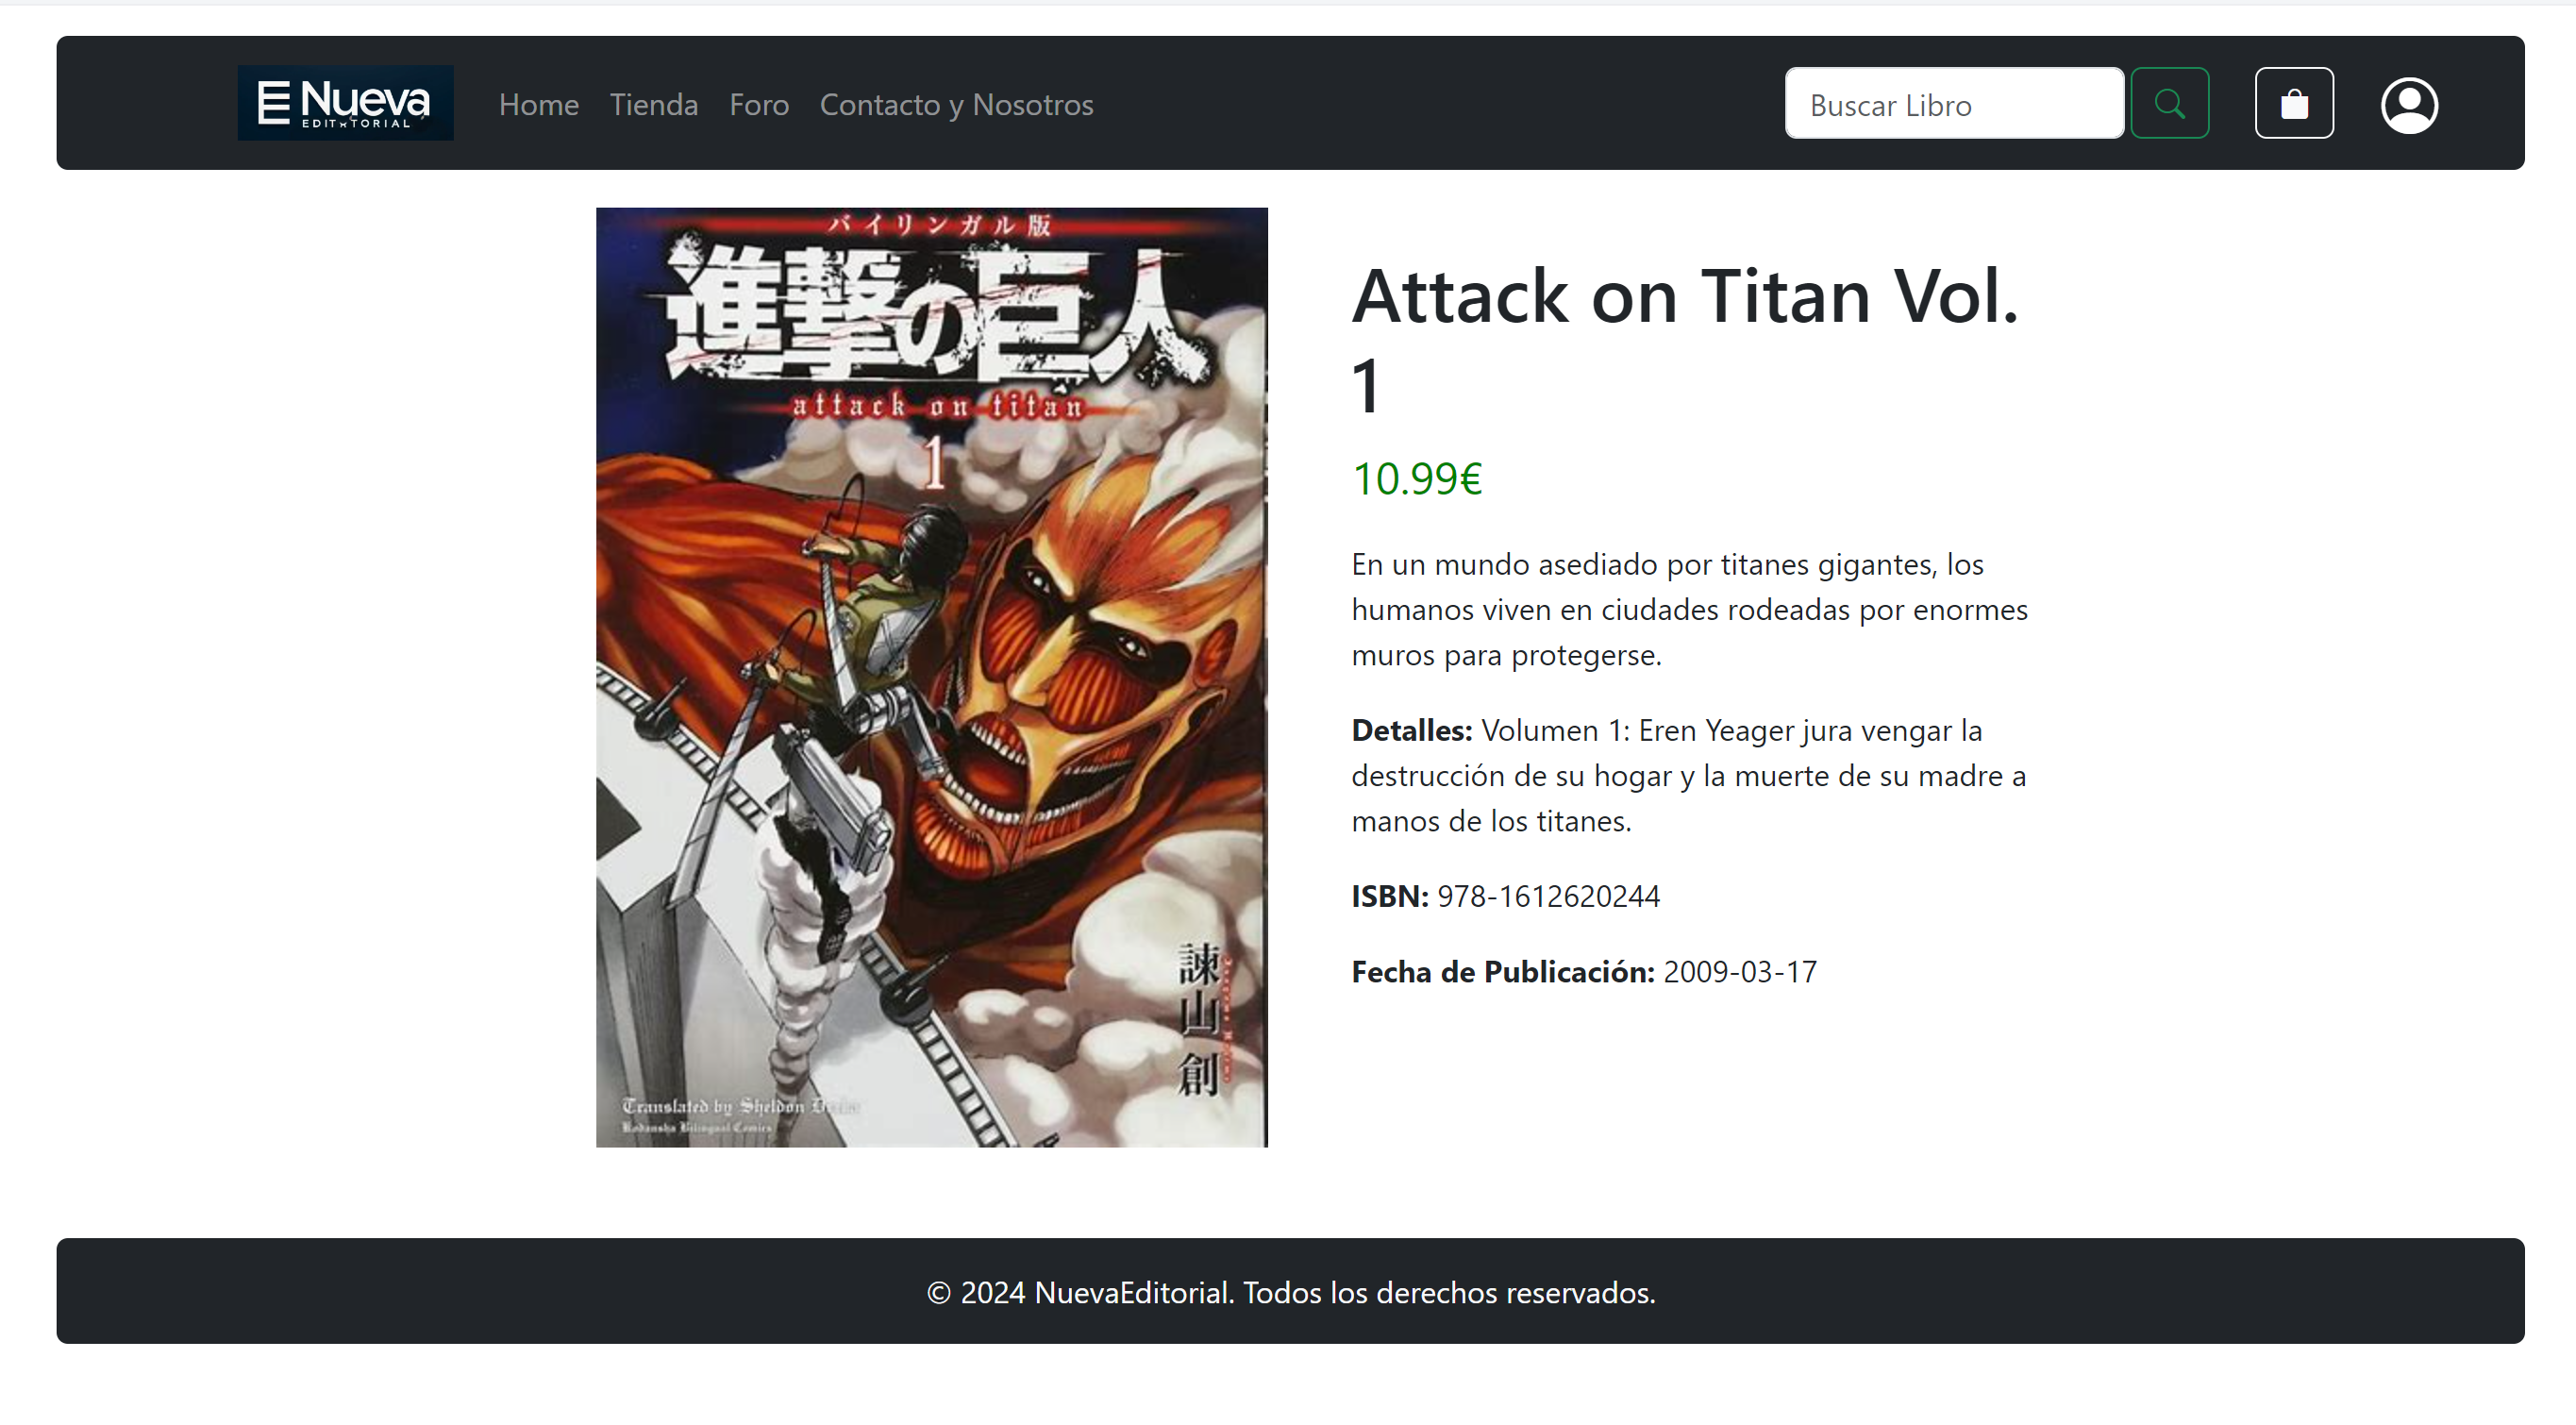 Nueva
EDITORIAL
Home Tienda Foro Contacto y Nosotros
Buscar Libro
バイリンガル版
進撃の巨人
attack on titan
1
諫山創
Translated by Sheldon
Kodansha Bilingual Comics
Attack on Titan Vol.
1
10.99€
En un mundo asediado por titanes gigantes, los
humanos viven en ciudades rodeadas por enormes
muros para protegerse.
Detalles: Volumen 1: Eren Yeager jura vengar la
destrucción de su hogar y la muerte de su madre a
manos de los titanes.
ISBN: 978-1612620244
Fecha de Publicación: 2009-03-17
© 2024 NuevaEditorial. Todos los derechos reservados.